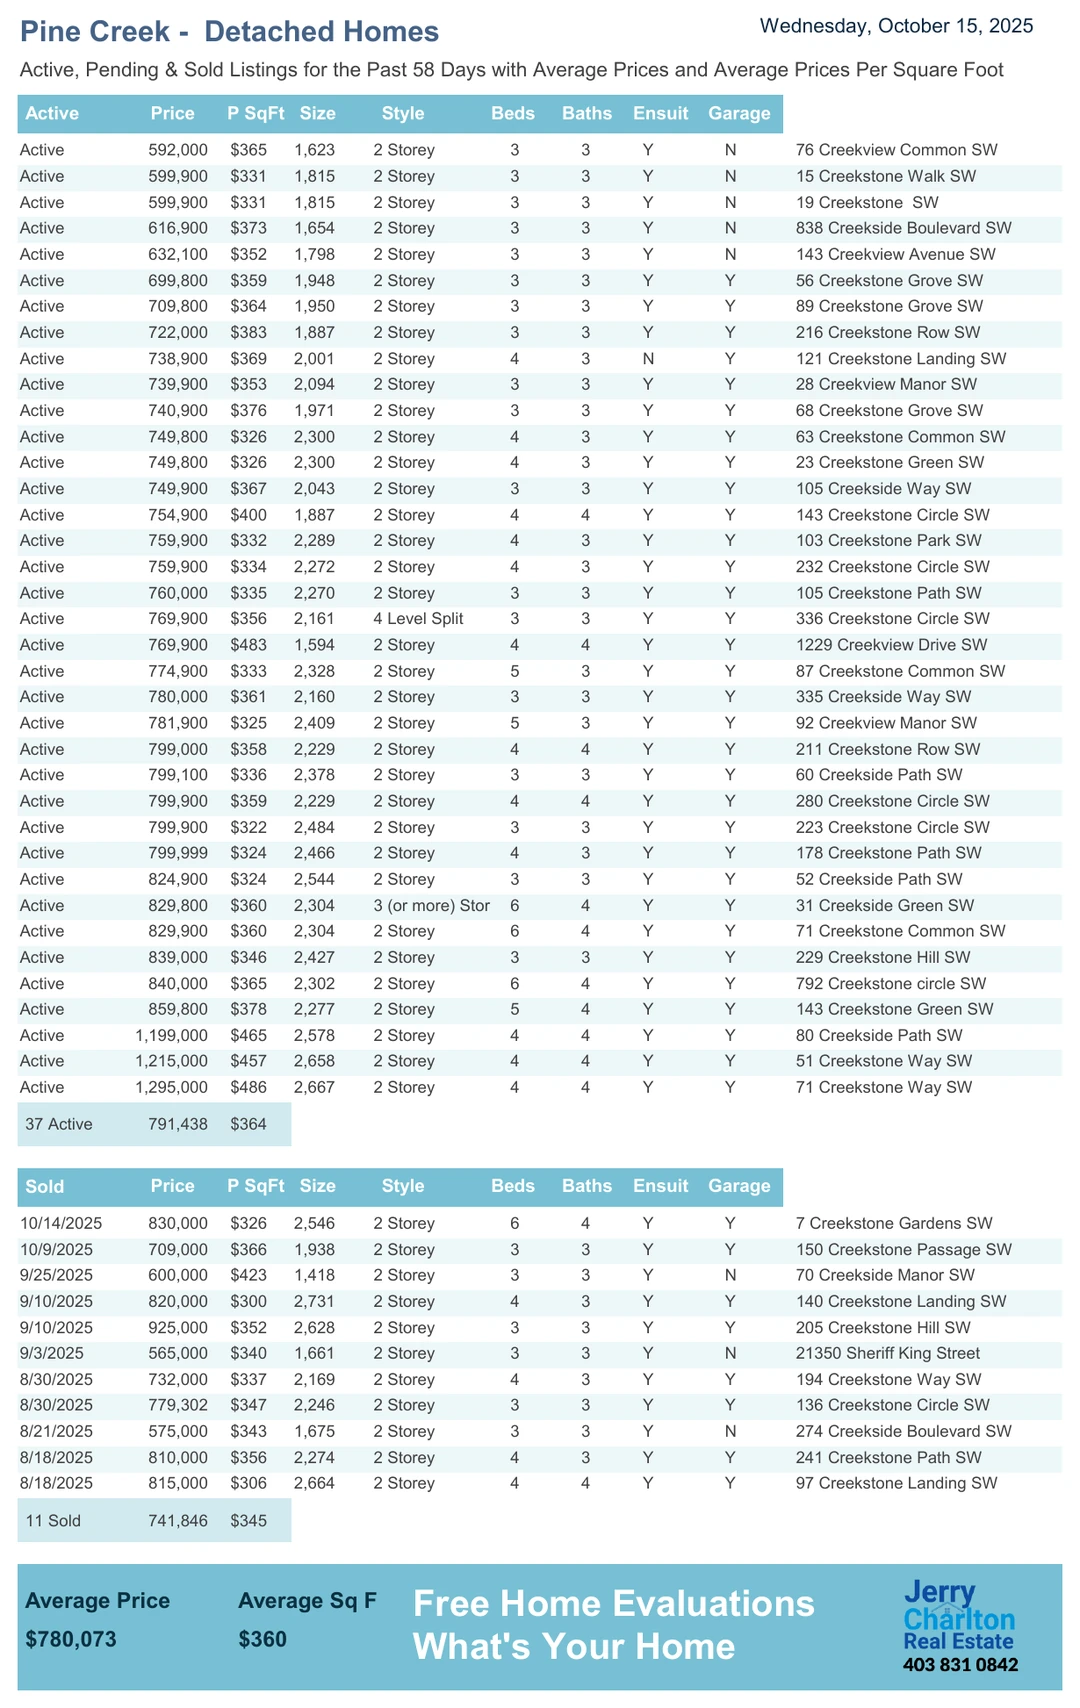 Pine Creek - Detached Homes
Wednesday, October 15, 2025
Active, Pending & Sold Listings for the Past 58 Days with Average Prices and Average Prices Per Square Foot
Active Price P SqFt Size Style Beds Baths Ensuit Garage
Active 592,000 $365 1,623 2 Storey 3 3 Y N 76 Creekview Common SW
Active 599,900 $331 1,815 2 Storey 3 3 Y N 15 Creekstone Walk SW
Active 599,900 $331 1,815 2 Storey 3 3 Y N 19 Creekstone SW
Active 616,900 $373 1,654 2 Storey 3 3 Y N 838 Creekside Boulevard SW
Active 632,100 $352 1,798 2 Storey 3 3 Y N 143 Creekview Avenue SW
Active 699,800 $359 1,948 2 Storey 3 3 Y Y 56 Creekstone Grove SW
Active 709,800 $364 1,950 2 Storey 3 3 Y Y 89 Creekstone Grove SW
Active 722,000 $383 1,887 2 Storey 3 3 Y Y 216 Creekstone Row SW
Active 738,900 $369 2,001 2 Storey 4 3 N Y 121 Creekstone Landing SW
Active 739,900 $353 2,094 2 Storey 3 3 Y Y 28 Creekview Manor SW
Active 740,900 $376 1,971 2 Storey 3 3 Y Y 68 Creekstone Grove SW
Active 749,800 $326 2,300 2 Storey 4 3 Y Y 63 Creekstone Common SW
Active 749,800 $326 2,300 2 Storey 4 3 Y Y 23 Creekstone Green SW
Active 749,900 $367 2,043 2 Storey 3 3 Y Y 105 Creekside Way SW
Active 754,900 $400 1,887 2 Storey 4 4 Y Y 143 Creekstone Circle SW
Active 759,900 $332 2,289 2 Storey 4 3 Y Y 103 Creekstone Park SW
Active 759,900 $334 2,272 2 Storey 4 3 Y Y 232 Creekstone Circle SW
Active 760,000 $335 2,270 2 Storey 3 3 Y Y 105 Creekstone Path SW
Active 769,900 $356 2,161 4 Level Split 3 3 Y Y 336 Creekstone Circle SW
Active 769,900 $483 1,594 2 Storey 4 4 Y Y 1229 Creekview Drive SW
Active 774,900 $333 2,328 2 Storey 5 3 Y Y 87 Creekstone Common SW
Active 780,000 $361 2,160 2 Storey 3 3 Y Y 335 Creekside Way SW
Active 781,900 $325 2,409 2 Storey 5 3 Y Y 92 Creekview Manor SW
Active 799,000 $358 2,229 2 Storey 4 4 Y Y 211 Creekstone Row SW
Active 799,100 $336 2,378 2 Storey 3 3 Y Y 60 Creekside Path SW
Active 799,900 $359 2,229 2 Storey 4 4 Y Y 280 Creekstone Circle SW
Active 799,900 $322 2,484 2 Storey 3 3 Y Y 223 Creekstone Circle SW
Active 799,999 $324 2,466 2 Storey 4 3 Y Y 178 Creekstone Path SW
Active 824,900 $324 2,544 2 Storey 3 3 Y Y 52 Creekside Path SW
Active 829,800 $360 2,304 3 (or more) Stor 6 4 Y Y 31 Creekside Green SW
Active 829,900 $360 2,304 2 Storey 6 4 Y Y 71 Creekstone Common SW
Active 839,000 $346 2,427 2 Storey 3 3 Y Y 229 Creekstone Hill SW
Active 840,000 $365 2,302 2 Storey 6 4 Y Y 792 Creekstone circle SW
Active 859,800 $378 2,277 2 Storey 5 4 Y Y 143 Creekstone Green SW
Active 1,199,000 $465 2,578 2 Storey 4 4 Y Y 80 Creekside Path SW
Active 1,215,000 $457 2,658 2 Storey 4 4 Y Y 51 Creekstone Way SW
Active 1,295,000 $486 2,667 2 Storey 4 4 Y Y 71 Creekstone Way SW
37 Active 791,438 $364
Sold Price P SqFt Size Style Beds Baths Ensuit Garage
10/14/2025 830,000 $326 2,546 2 Storey 6 4 Y Y 7 Creekstone Gardens SW
10/9/2025 709,000 $366 1,938 2 Storey 3 3 Y Y 150 Creekstone Passage SW
9/25/2025 600,000 $423 1,418 2 Storey 3 3 Y N 70 Creekside Manor SW
9/10/2025 820,000 $300 2,731 2 Storey 4 3 Y Y 140 Creekstone Landing SW
9/10/2025 925,000 $352 2,628 2 Storey 3 3 Y Y 205 Creekstone Hill SW
9/3/2025 565,000 $340 1,661 2 Storey 3 3 Y N 21350 Sheriff King Street
8/30/2025 732,000 $337 2,169 2 Storey 4 3 Y Y 194 Creekstone Way SW
8/30/2025 779,302 $347 2,246 2 Storey 3 3 Y Y 136 Creekstone Circle SW
8/21/2025 575,000 $343 1,675 2 Storey 3 3 Y N 274 Creekside Boulevard SW
8/18/2025 810,000 $356 2,274 2 Storey 4 3 Y Y 241 Creekstone Path SW
8/18/2025 815,000 $306 2,664 2 Storey 4 4 Y Y 97 Creekstone Landing SW
11 Sold 741,846 $345
Average Price Average Sq F
$780,073 $360
Free Home Evaluations
What's Your Home
Jerry
Charlton
Real Estate
403 831 0842